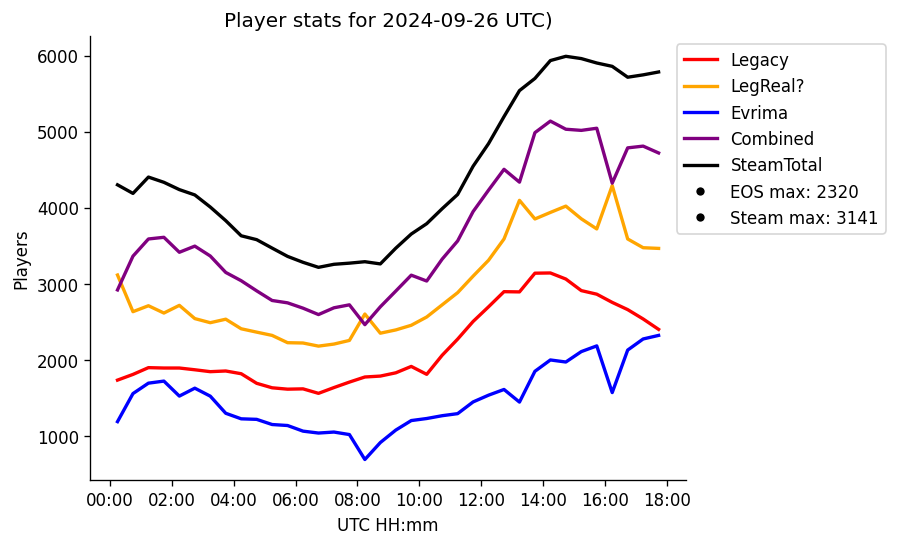 Player stats for 2024-09-26 UTC)
6000
5000
4000
3000
2000
1000
Players
00:00 02:00 04:00 06:00 08:00 10:00 12:00 14:00 16:00 18:00
UTC HH:mm
Legacy
LegReal?
Evrima
Combined
SteamTotal
EOS max: 2320
Steam max: 3141